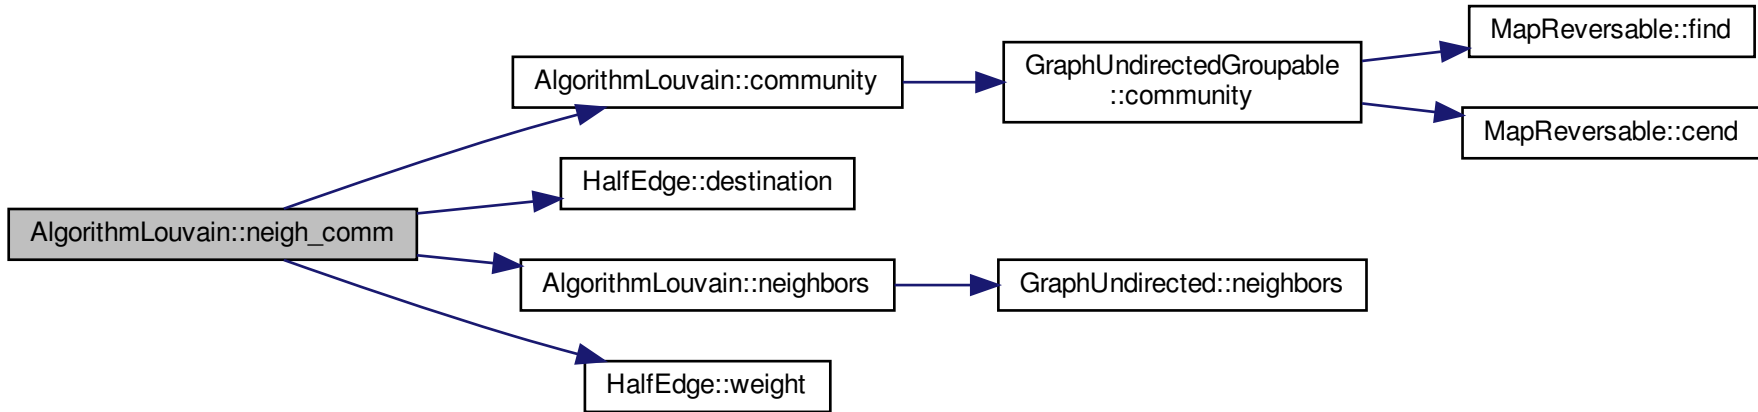 AlgorithmLouvain::neigh_comm
AlgorithmLouvain::community
HalfEdge::destination
AlgorithmLouvain::neighbors
HalfEdge::weight
GraphUndirectedGroupable
::community
GraphUndirected::neighbors
MapReversable::find
MapReversable::cend